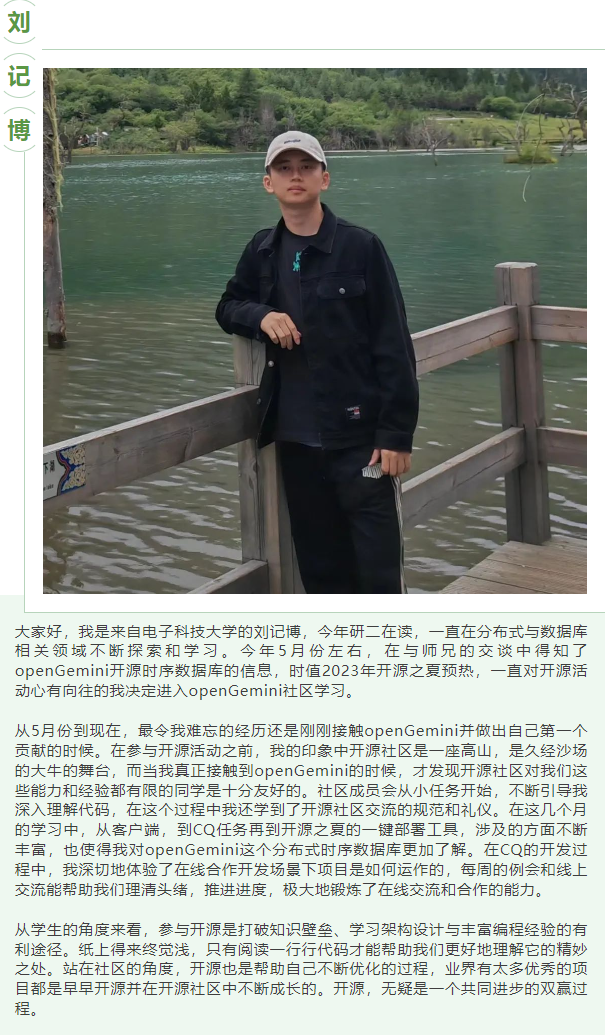 刘
记
博
大家好，我是来自电子科技大学的刘记博，今年研二在读，一直在分布式与数据库
相关领域不断探索和学习。今年5月份左右，在与师兄的交谈中得知了
openGemini开源时序数据库的信息，时值2023年开源之夏预热，一直对开源活
动心有向往的我决定进入openGemini社区学习。
从5月份到现在，最令我难忘的经历还是刚刚接触openGemini并做出自己第一个
贡献的时候。在参与开源活动之前，我的印象中开源社区是一座高山，是久经沙场
的大牛的舞台，而当我真正接触到openGemini的时候，才发现开源社区对我们这
些能力和经验都有限的同学是十分友好的。社区成员会从小任务开始，不断引导我
深入理解代码，在这个过程中我还学到了开源社区交流的规范和礼仪。在这几个月
的学习中，从客户端，到CQ任务再到开源之夏的一键部署工具，涉及的方面不断
丰富，也使得我对openGemini这个分布式时序数据库更加了解。在CQ的开发过
程中，我深切地体验了在线合作开发场景下项目是如何运作的，每周的例会和线上
交流能帮助我们理清头绪，推进进度，极大地锻炼了在线交流和合作的能力。
从学生的角度来看，参与开源是打破知识壁垒、学习架构设计与丰富编程经验的有
利途径。纸上得来终觉浅，只有阅读一行行代码才能帮助我们更好地理解它的精妙
之处。站在社区的角度，开源也是帮助自己不断优化的过程，业界有太多优秀的项
目都是早早开源并在开源社区中不断成长的。开源，无疑是一个共同进步的双赢过
程。